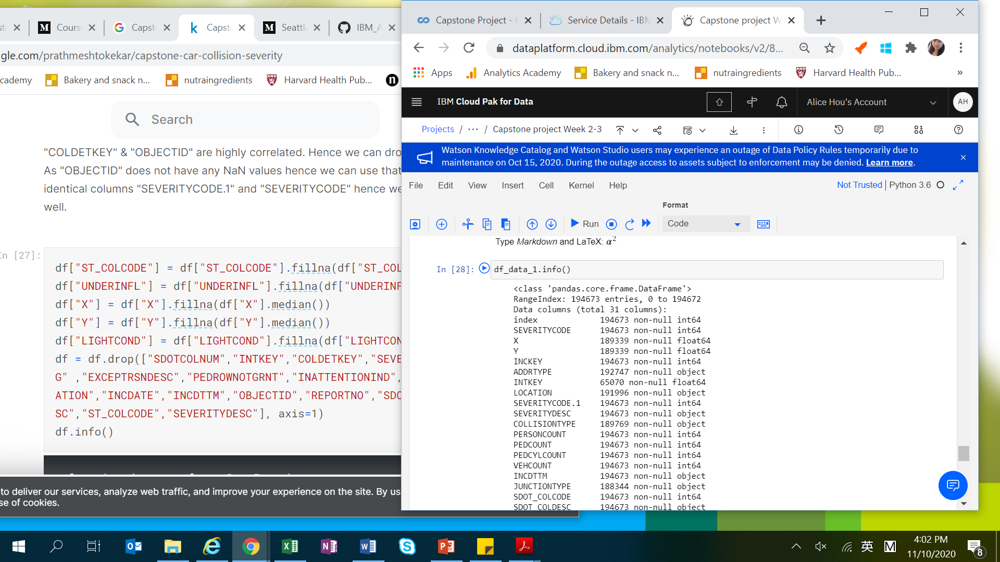 Cours
Capst
Capst
Seattl
IBM_A
gle.com/prathmeshtokekar/capstone-car-collision-severity
cademy
Bakery and snack n...
nutraingredients
Harvard Health Pub...
Search
"COLDETKEY" & "OBJECTID" are highly correlated. Hence we can dro
As "OBJECTID" does not have any NaN values hence we can use that
identical columns "SEVERITYCODE.1" and "SEVERITYCODE" hence we
well.
In [27]:
df["ST_COLCODE"] = df["ST_COLCODE"].fillna(df["ST_COL
df["UNDERINFL"] = df["UNDERINFL"].fillna(df["UNDERINF
df["X"] = df["X"].fillna(df["X"].median())
df["Y"] = df["Y"].fillna(df["Y"].median())
df["LIGHTCOND"] = df["LIGHTCOND"].fillna(df["LIGHTCON
df = df.drop(["SDOTCOLNUM","INTKEY","COLDETKEY","SEVE
G" ,"EXCEPTRSNDESC","PEDROWNOTGRNT","INATTENTIONIND",
ATION","INCDATE","INCDTTM","OBJECTID","REPORTNO","SDO
SC","ST_COLCODE","SEVERITYDESC"], axis=1)
df.info()
to deliver our services, analyze web traffic, and improve your experience on the site. By us
se of cookies.
Capstone Project - C
Service Details - IBM
Capstone project W
dataplatform.cloud.ibm.com/analytics/notebooks/v2/8...
Apps
Analytics Academy
Bakery and snack n...
nutraingredients
Harvard Health Pub...
»
IBM Cloud Pak for Data
Alice Hou's Account
AH
Projects / ... / Capstone project Week 2-3
Watson Knowledge Catalog and Watson Studio users may experience an outage of Data Policy Rules temporarily due to
maintenance on Oct 15, 2020. During the outage access to assets subject to enforcement may be denied. Learn more.
File Edit View Insert Cell Kernel Help
Not Trusted | Python 3.6
Format
Run
Code
Type Markdown and LaTeX: α²
In [28]:
df_data_1.info()
<class 'pandas.core.frame.DataFrame'>
RangeIndex: 194673 entries, 0 to 194672
Data columns (total 31 columns):
index 194673 non-null int64
SEVERITYCODE 194673 non-null int64
X 189339 non-null float64
Y 189339 non-null float64
INCKEY 194673 non-null int64
ADDRTYPE 192747 non-null object
INTKEY 65070 non-null float64
LOCATION 191996 non-null object
SEVERITYCODE.1 194673 non-null int64
SEVERITYDESC 194673 non-null object
COLLISIONTYPE 189769 non-null object
PERSONCOUNT 194673 non-null int64
PEDCOUNT 194673 non-null int64
PEDCYLCOUNT 194673 non-null int64
VEHCOUNT 194673 non-null int64
INCDTTM 194673 non-null object
JUNCTIONTYPE 188344 non-null object
SDOT_COLCODE 194673 non-null int64
SDOT_COLDESC 194673 non-null object
英
4:02 PM
11/10/2020
8